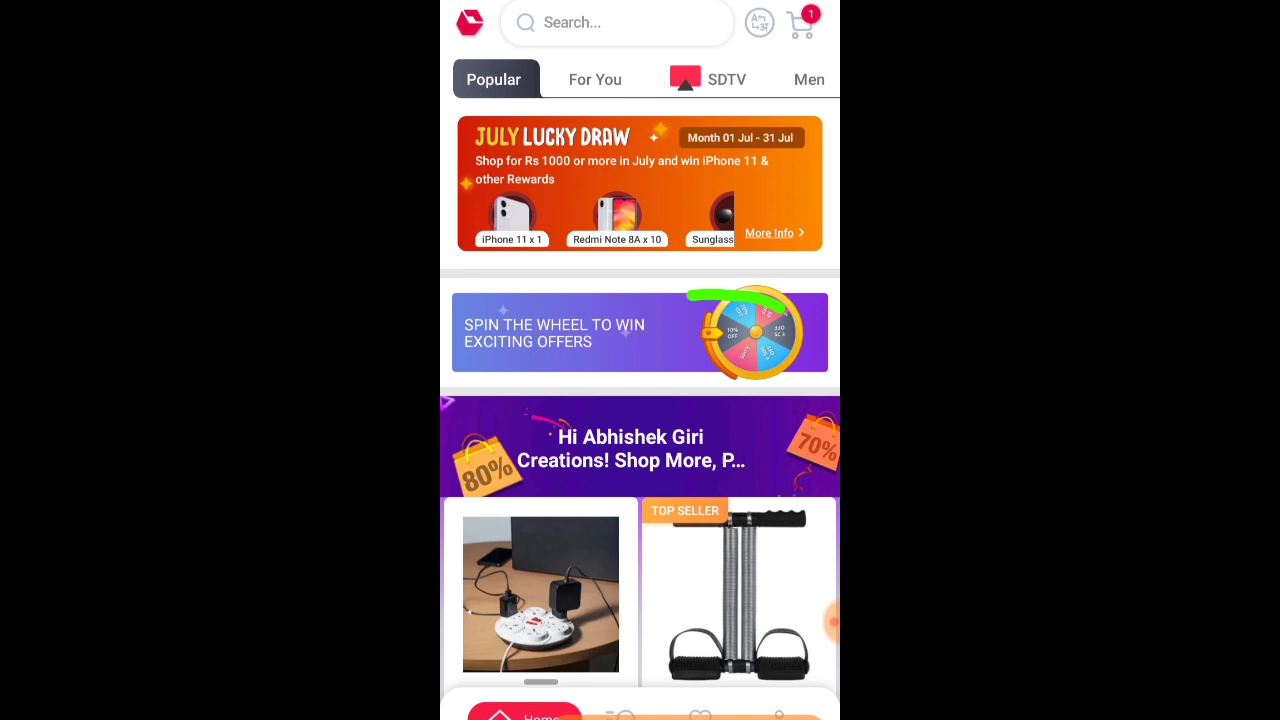 Search...
1
Popular
For You
SDTV
Men
JULY LUCKY DRAW
Month 01 Jul - 31 Jul
Shop for Rs 1000 or more in July and win iPhone 11 &
other Rewards
iPhone 11 x 1
Redmi Note 8A x 10
Sunglass
More Info
SPIN THE WHEEL TO WIN
EXCITING OFFERS
10%
OFF
Sorry
Hi Abhishek Giri
Creations! Shop More, P...
80%
70%
TOP SELLER
Home